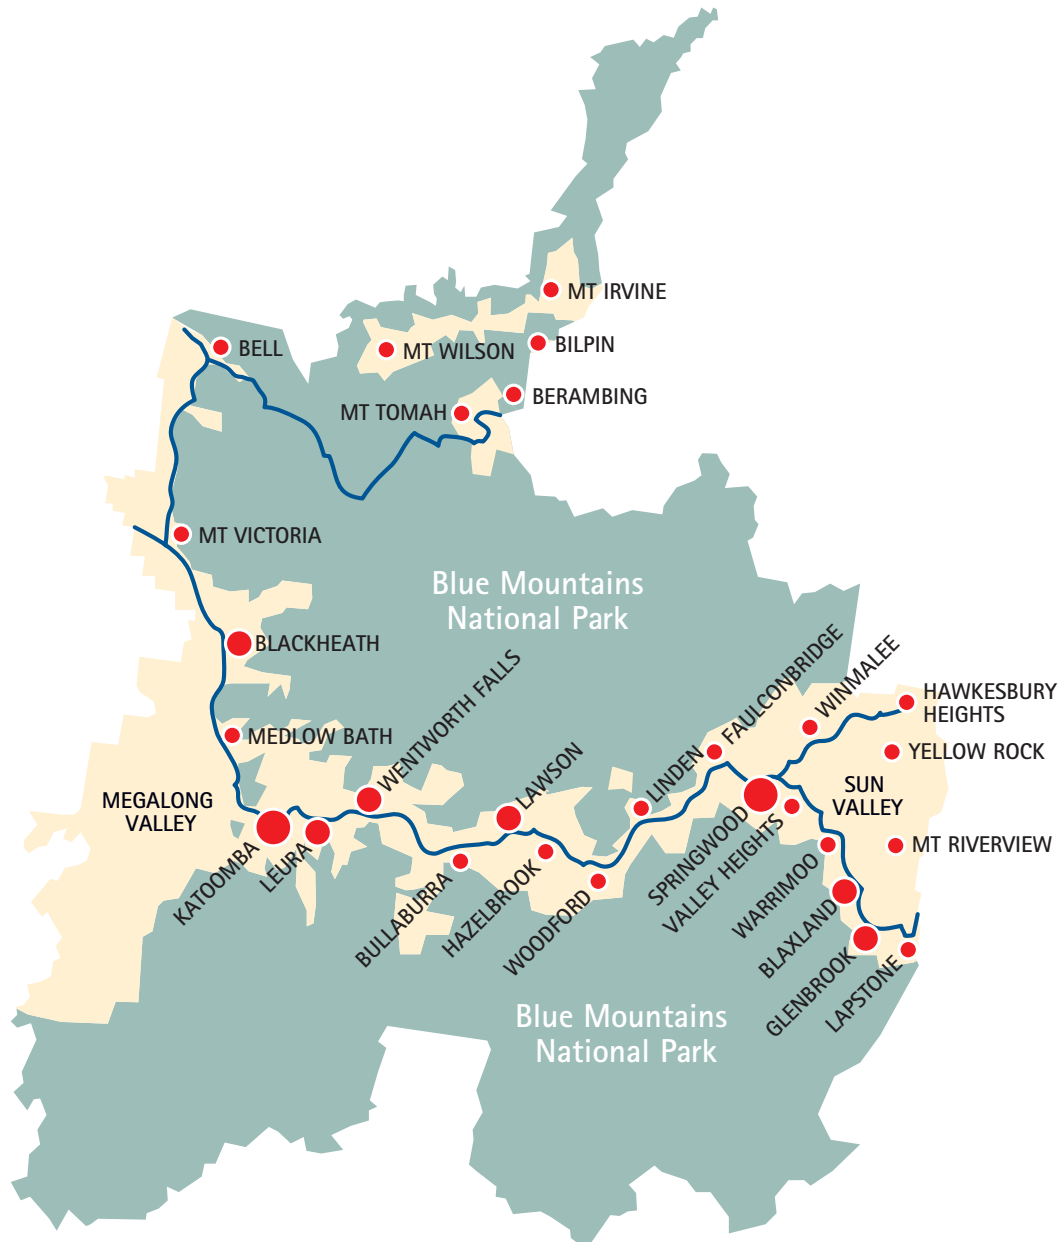 MT IRVINE
BELL
MT WILSON
BILPIN
MT TOMAH
BERAMBING
MT VICTORIA
Blue Mountains
National Park
BLACKHEATH
MEDLOW BATH
WENTWORTH FALLS
LAWSON
LINDEN
FAULCONBRIDGE
WINMALEE
HAWKESBURY
HEIGHTS
YELLOW ROCK
MEGALONG
VALLEY
SUN
VALLEY
MT RIVERVIEW
KATOOMBA
LEURA
BULLABURRA
HAZELBROOK
WOODFORD
SPRINGWOOD
VALLEY HEIGHTS
WARRIMOO
BLAXLAND
GLENBROOK
LAPSTONE
Blue Mountains
National Park